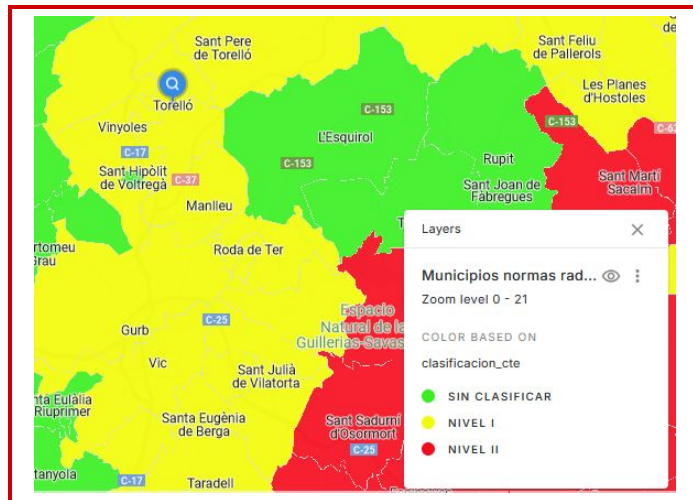 Sant Pere
de Torelló
Sant Feliu
de Pallerols
Les Planes
d'Hostoles
Torelló
C-153
C-153
Vinyoles
L'Esquirol
C-17
C-153
Rupit
Sant Hipòlit
de Voltregà
C-37
Sant Martí
Sacalm
Sant Joan de
Fàbregues
Manlleu
Roda de Ter
Layers
Municipios normas rad...
Zoom level 0 - 21
COLOR BASED ON
clasificacion_cte
SIN CLASIFICAR
NIVEL I
NIVEL II
Espacio
Natural de la
Guillerias-Savas
C-25
Gurb
Vic
Sant Julià
de Vilatorta
nta Eulàlia
Riuprimer
Santa Eugènia
de Berga
Sant Sadurní
d'Osormort
C-25
tanyola
C-17
Taradell